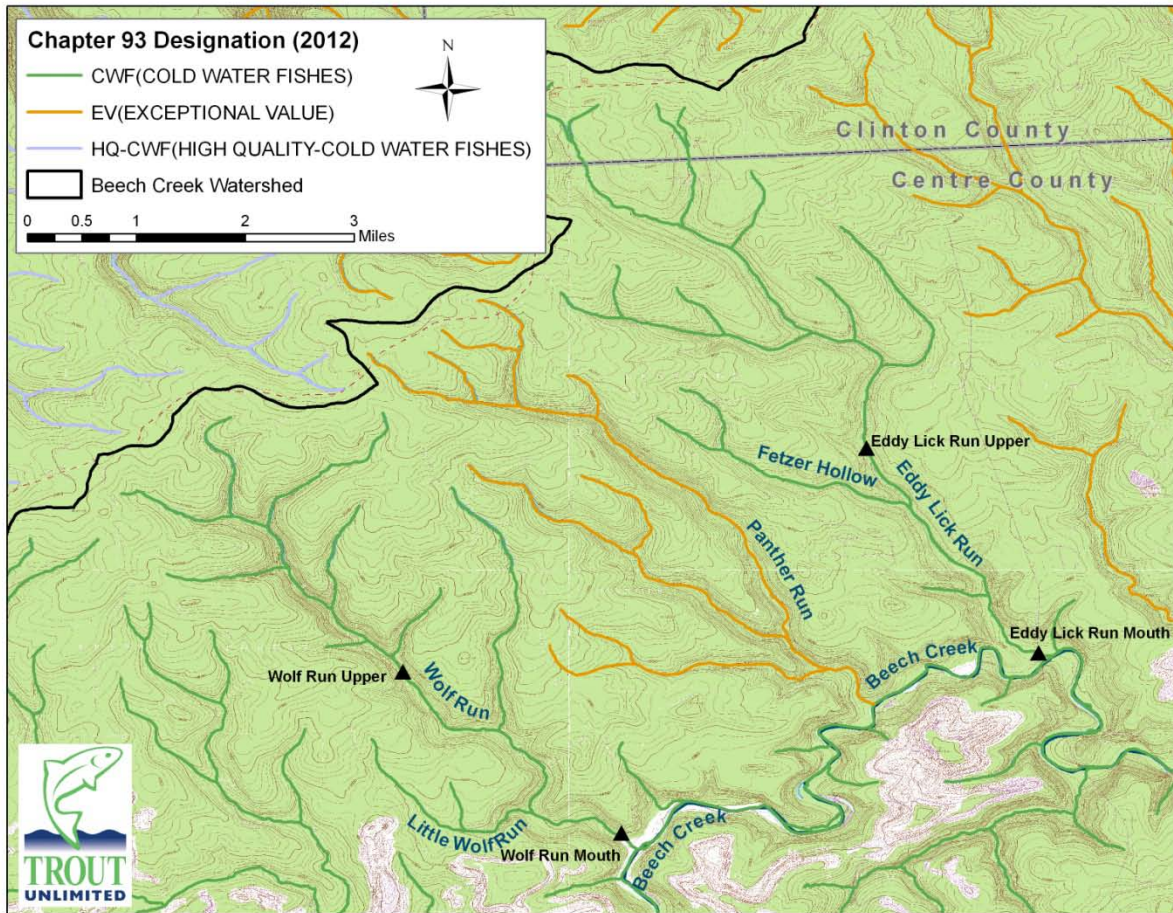 Chapter 93 Designation (2012)
N
CWF(COLD WATER FISHES)
EV(EXCEPTIONAL VALUE)
HQ-CWF(HIGH QUALITY-COLD WATER FISHES)
Beech Creek Watershed
0 0.5 1 2 3
Miles
Clinton County
Centre County
Eddy Lick Run Upper
Fetzer Hollow
Eddy Lick Run
Panther Run
Eddy Lick Run Mouth
Beech Creek
Wolf Run Upper
Wolf Run
Little Wolf Run
Wolf Run Mouth
Beech Creek
TROUT
UNLIMITED